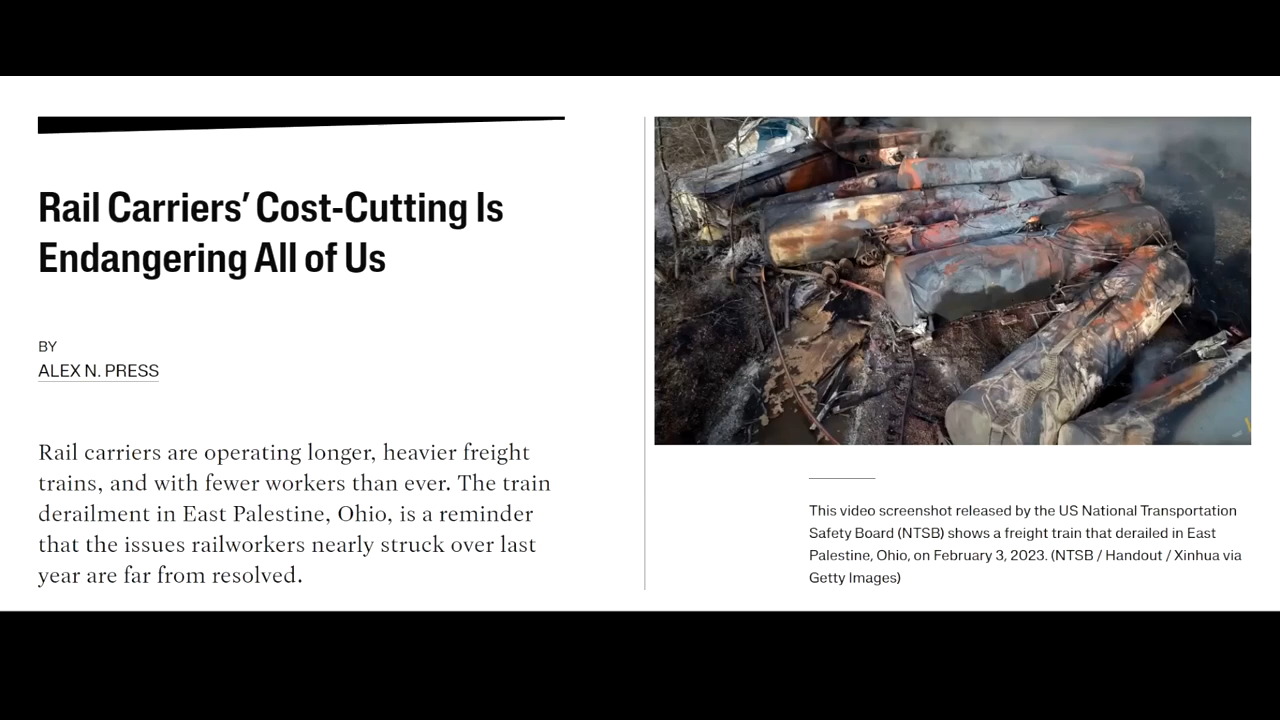 Rail Carriers’ Cost-Cutting Is
Endangering All of Us
BY
ALEX N. PRESS
Rail carriers are operating longer, heavier freight
trains, and with fewer workers than ever. The train
derailment in East Palestine, Ohio, is a reminder
that the issues railworkers nearly struck over last
year are far from resolved.
This video screenshot released by the US National Transportation
Safety Board (NTSB) shows a freight train that derailed in East
Palestine, Ohio, on February 3, 2023. (NTSB / Handout / Xinhua via
Getty Images)